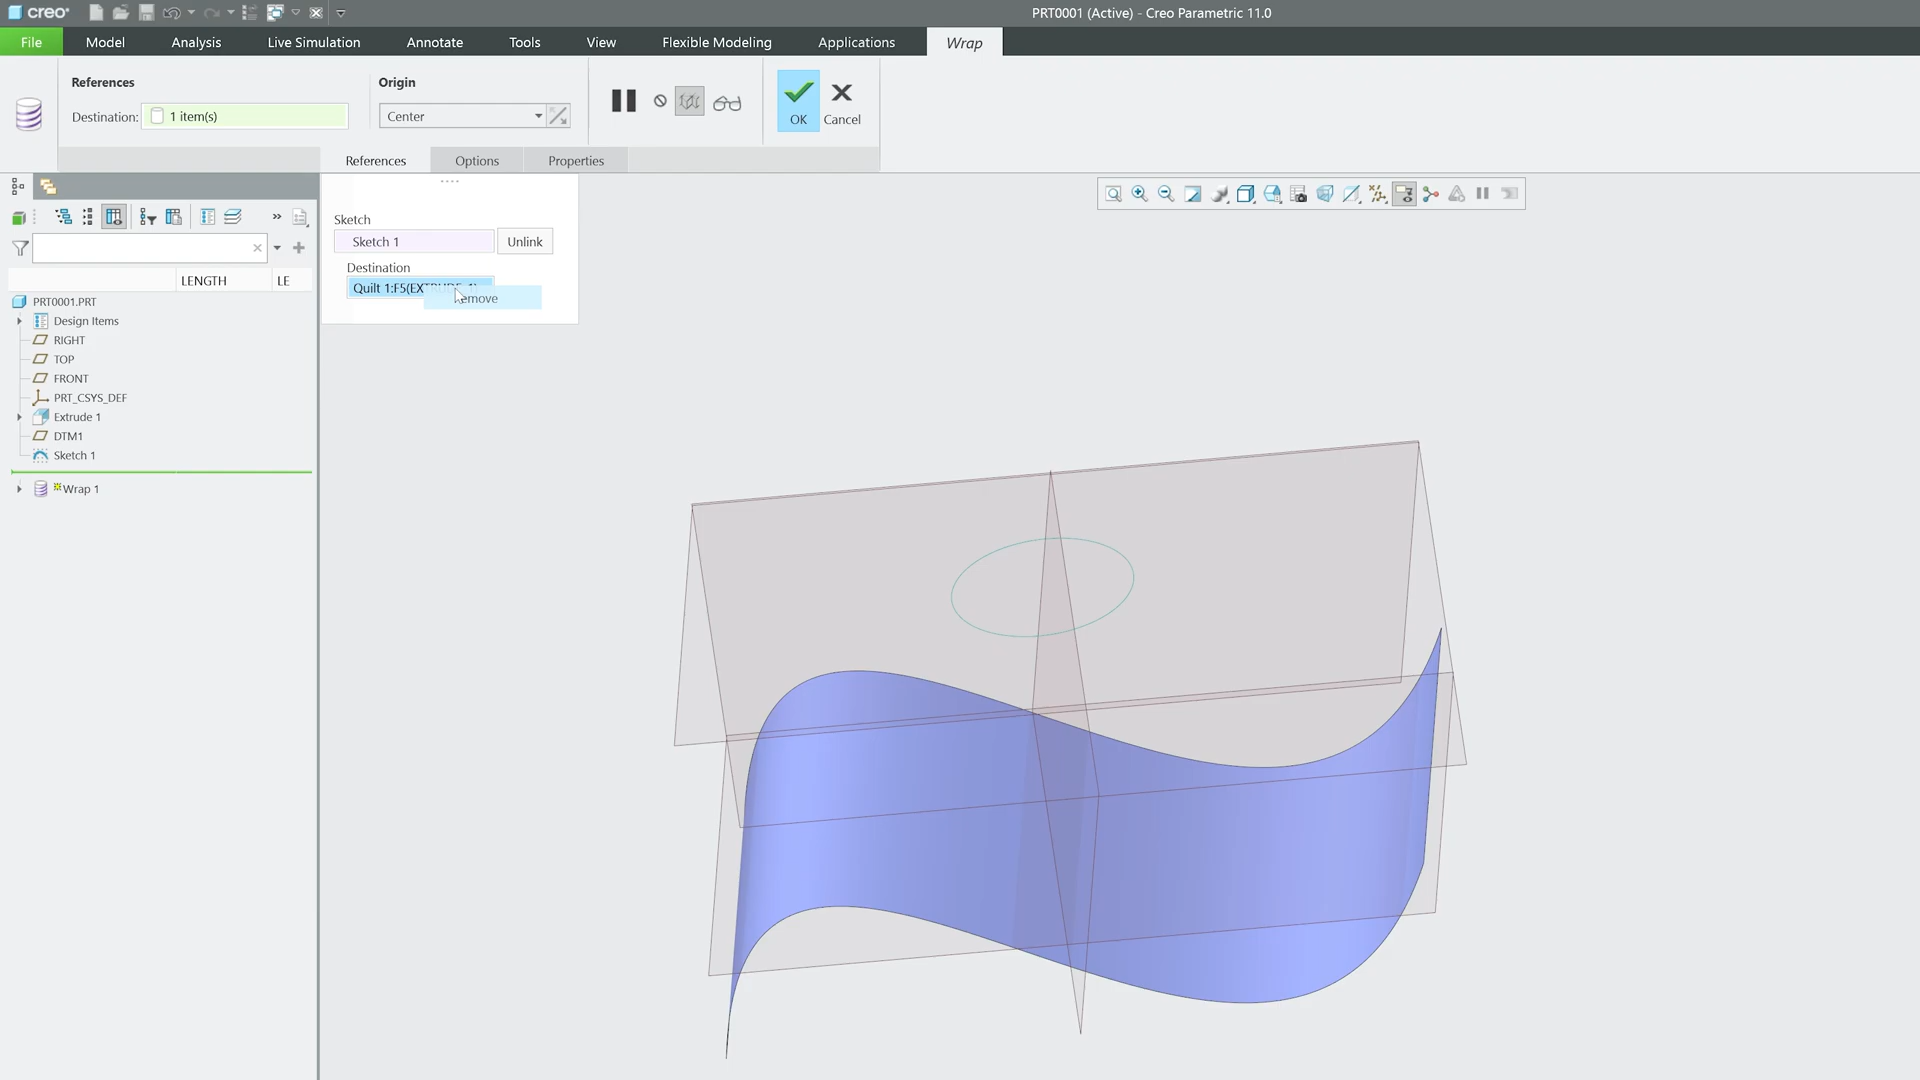 creo®
PRT0001 (Active) - Creo Parametric 11.0
File
Model
Analysis
Live Simulation
Annotate
Tools
View
Flexible Modeling
Applications
Wrap
References
Destination:
1 item(s)
Origin
Center
OK
Cancel
References
Options
Properties
Sketch
Sketch 1
Unlink
Destination
Quilt 1:F5(EXTRUDE_1)
LENGTH
LE
PRT0001.PRT
Design Items
RIGHT
TOP
FRONT
PRT_CSYS_DEF
Extrude 1
DTM1
Sketch 1
Wrap 1